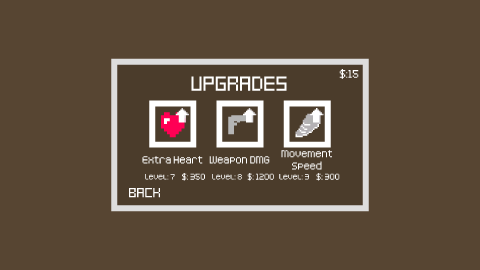 $:15
UPGRADES
Extra Heart Weapon DMG Movement Speed
Level:7 $:350 Level:8 $:1200 Level:3 $:300
BACK